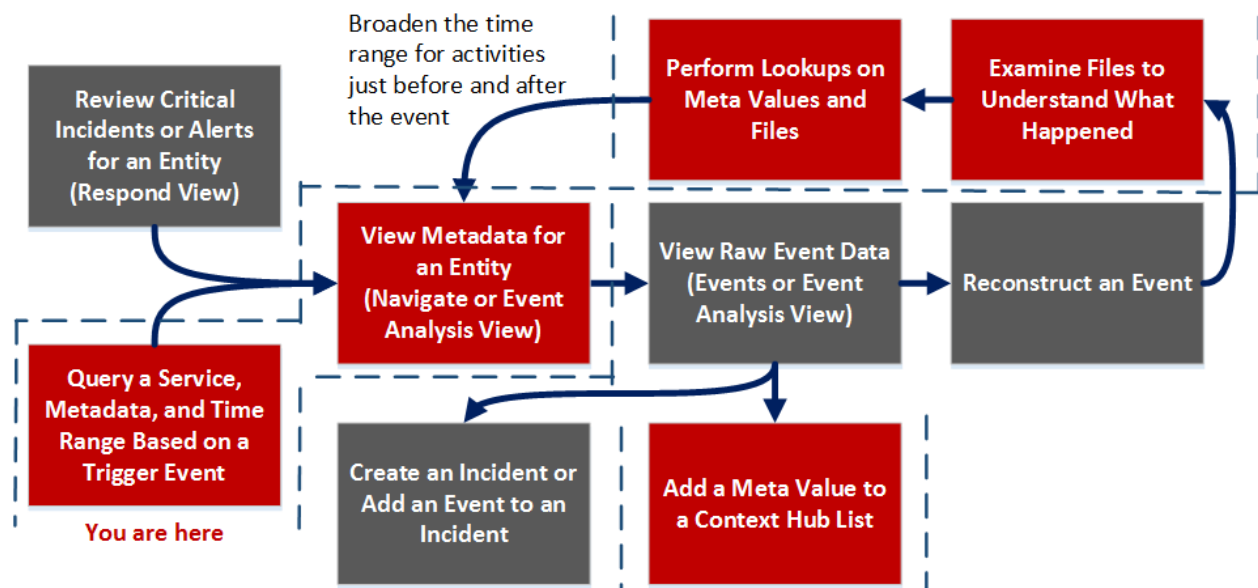 Review Critical
Incidents or Alerts
for an Entity
(Respond View)
Broaden the time
range for activities
just before and after
the event
Perform Lookups on
Meta Values and
Files
Examine Files to
Understand What
Happened
View Metadata for
an Entity
(Navigate or Event
Analysis View)
View Raw Event Data
(Events or Event
Analysis View)
Reconstruct an Event
Query a Service,
Metadata, and Time
Range Based on a
Trigger Event
You are here
Create an Incident or
Add an Event to an
Incident
Add a Meta Value to
a Context Hub List